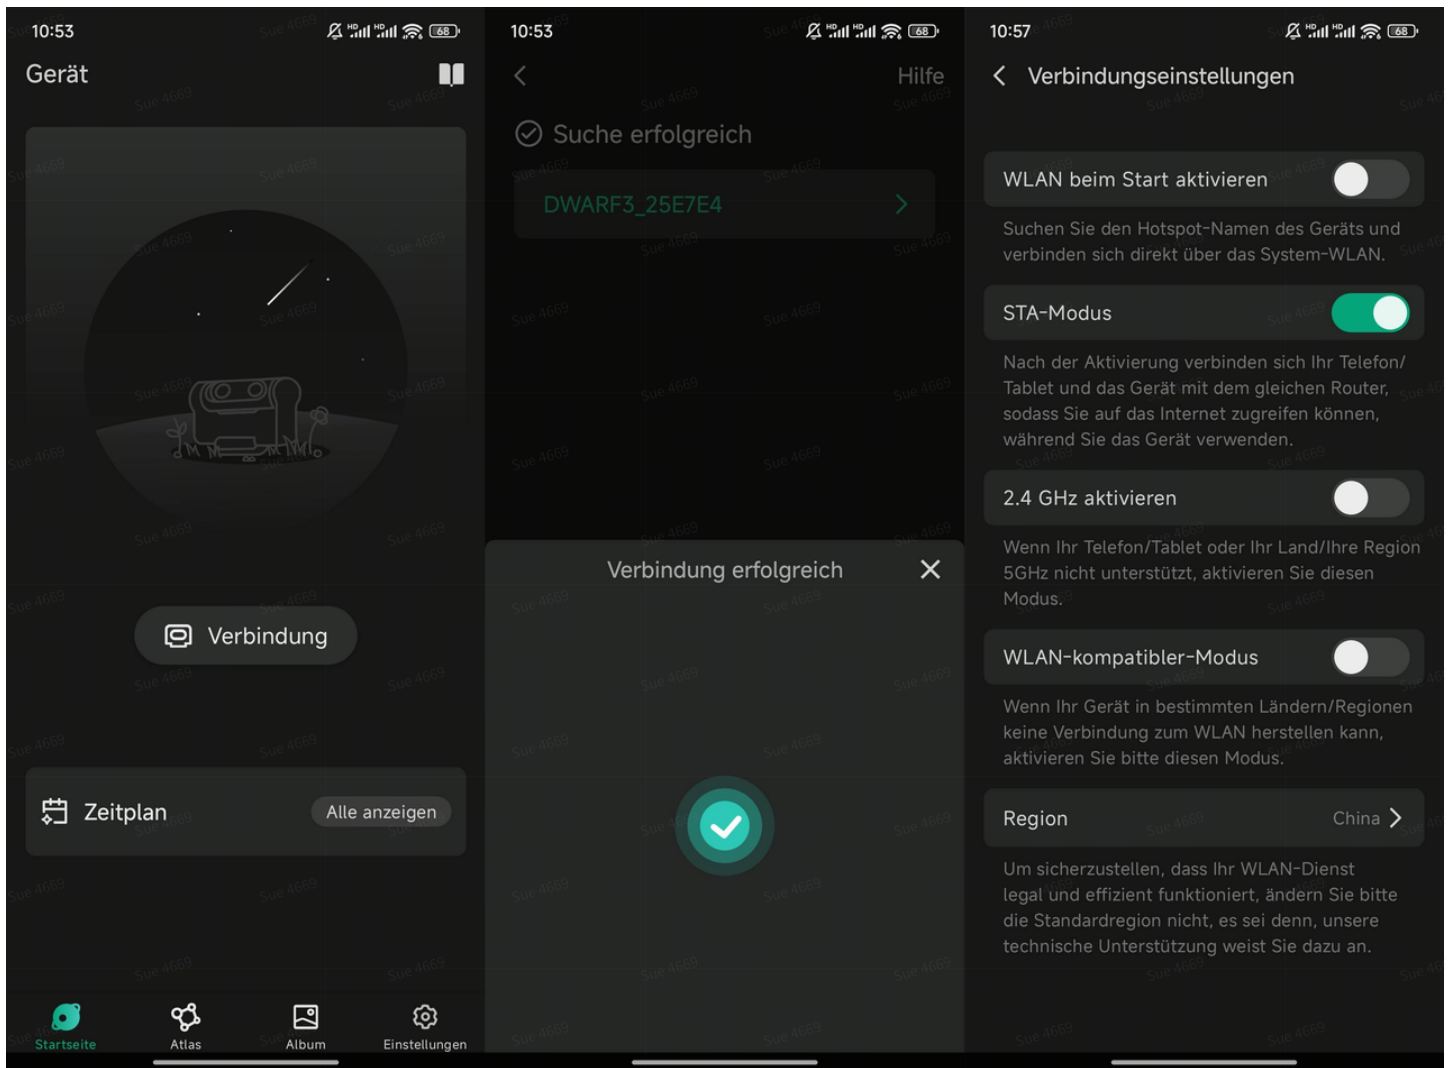 10:53
68
Gerät
Verbindung
Zeitplan
Alle anzeigen
Startseite
Atlas
Album
Einstellungen
10:53
68
Hilfe
Suche erfolgreich
DWARF3_25E7E4
Verbindung erfolgreich
10:57
68
Verbindungseinstellungen
WLAN beim Start aktivieren
Suchen Sie den Hotspot-Namen des Geräts und
verbinden sich direkt über das System-WLAN.
STA-Modus
Nach der Aktivierung verbinden sich Ihr Telefon/
Tablet und das Gerät mit dem gleichen Router,
sodass Sie auf das Internet zugreifen können,
während Sie das Gerät verwenden.
2.4 GHz aktivieren
Wenn Ihr Telefon/Tablet oder Ihr Land/Ihre Region
5GHz nicht unterstützt, aktivieren Sie diesen
Modus.
WLAN-kompatibler-Modus
Wenn Ihr Gerät in bestimmten Ländern/Regionen
keine Verbindung zum WLAN herstellen kann,
aktivieren Sie bitte diesen Modus.
Region
China
Um sicherzustellen, dass Ihr WLAN-Dienst
legal und effizient funktioniert, ändern Sie bitte
die Standardregion nicht, es sei denn, unsere
technische Unterstützung weist Sie dazu an.
Sue 4669